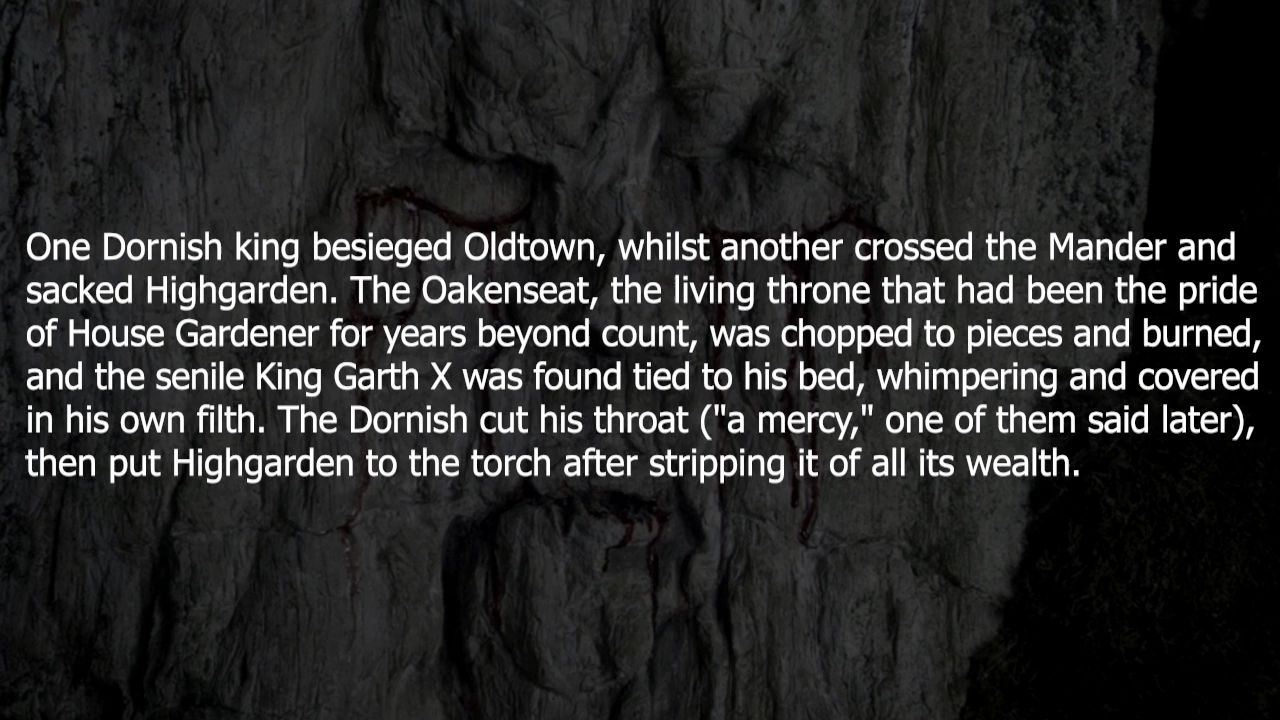 One Dornish king besieged Oldtown, whilst another crossed the Mander and
sacked Highgarden. The Oakenseat, the living throne that had been the pride
of House Gardener for years beyond count, was chopped to pieces and burned,
and the senile King Garth X was found tied to his bed, whimpering and covered
in his own filth. The Dornish cut his throat ("a mercy," one of them said later),
then put Highgarden to the torch after stripping it of all its wealth.